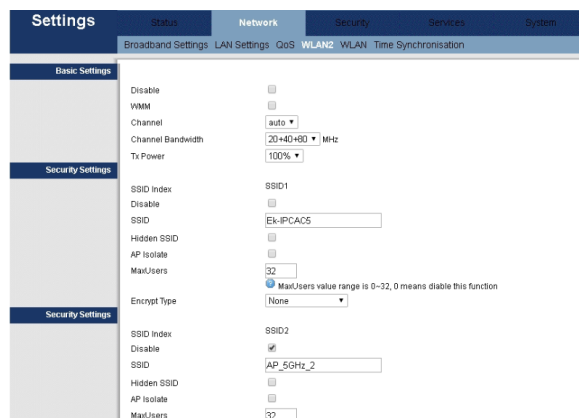 Settings
Status Network Security Services System
Broadband Settings LAN Settings QoS WLAN2 WLAN Time Synchronisation
Basic Settings
Disable
WMM
Channel auto
Channel Bandwidth 20+40+80 MHz
Tx Power 100%
Security Settings
SSID Index SSID1
Disable
SSID Ek-IPCAC5
Hidden SSID
AP Isolate
MaxUsers 32
MaxUsers value range is 0~32, 0 means diable this function
Encrypt Type None
Security Settings
SSID Index SSID2
Disable
SSID AP_5GHz_2
Hidden SSID
AP Isolate
MaxUsers 32